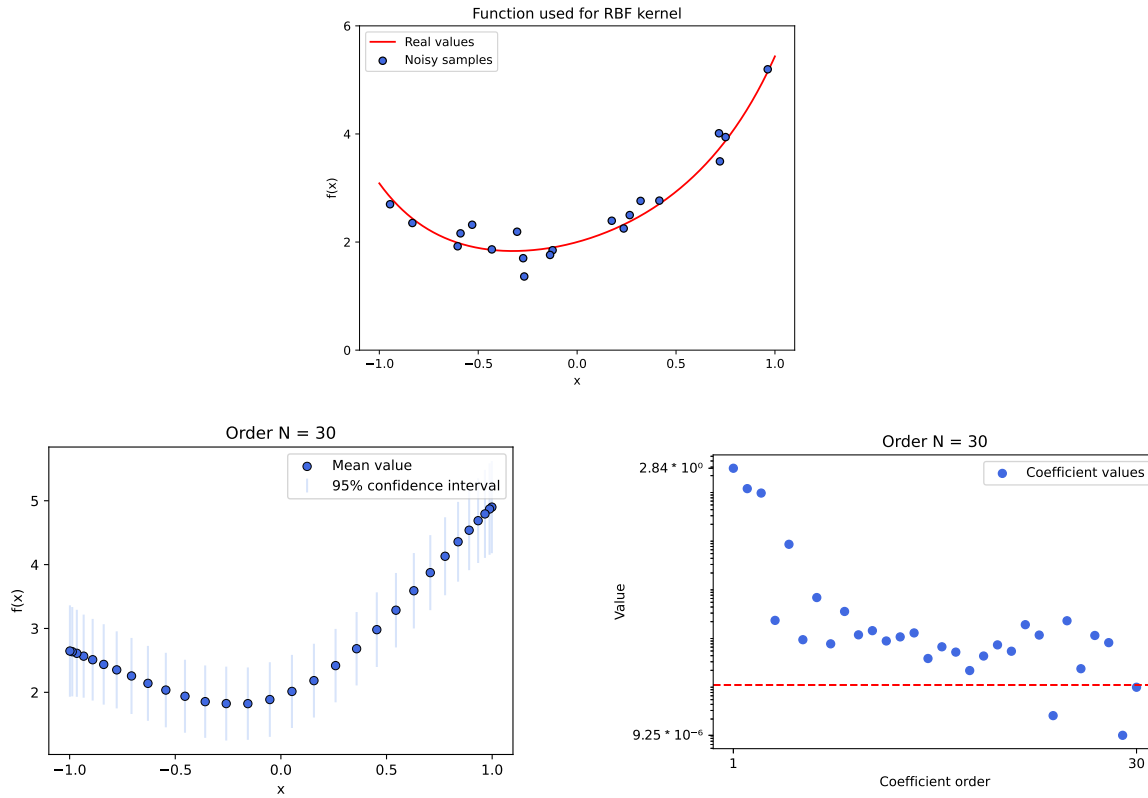 Function used for RBF kernel
6
4
2
0
f(x)
Real values
Noisy samples
−1.0 −0.5 0.0 0.5 1.0
x
Order N = 30
5
4
3
2
f(x)
Mean value
95% confidence interval
−1.0 −0.5 0.0 0.5 1.0
x
Order N = 30
2.84 * 10⁰
9.25 * 10⁻⁶
Value
Coefficient values
1 30
Coefficient order